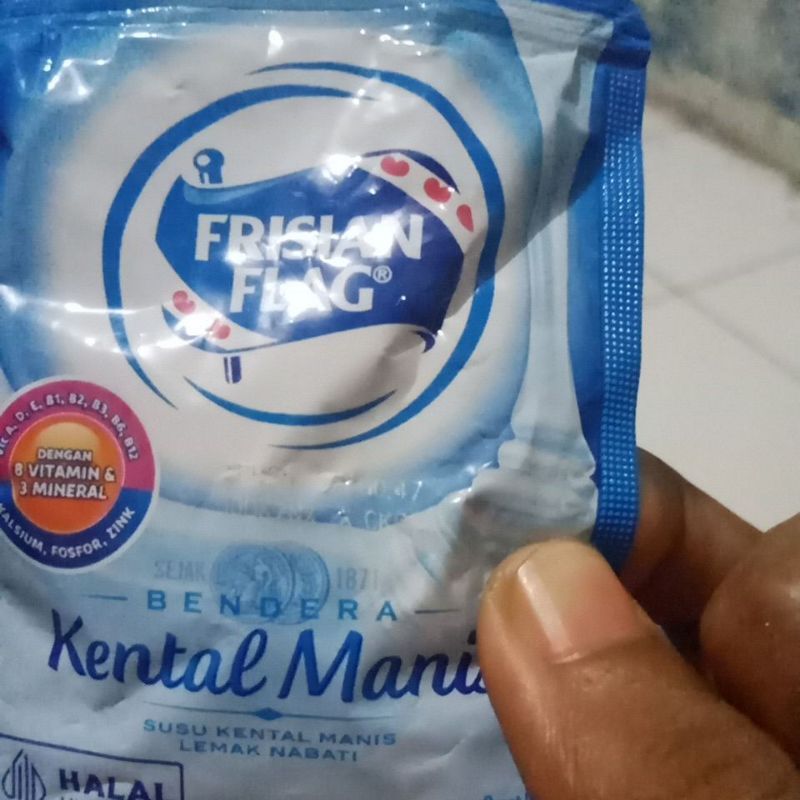 FRISIAN
FLAG®
VIT A, D, E, B1, B2, B3, B6, B12
DENGAN
8 VITAMIN &
3 MINERAL
KALSIUM, FOSFOR, ZINK
SEJAK 1871
BENDERA
Kental Manis
SUSU KENTAL MANIS
LEMAK NABATI
HALAL